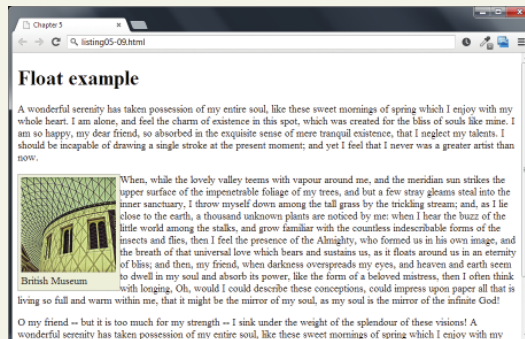 Chapter 5
listing05-09.html
Float example
A wonderful serenity has taken possession of my entire soul, like these sweet mornings of spring which I enjoy with my
whole heart. I am alone, and feel the charm of existence in this spot, which was created for the bliss of souls like mine. I
am so happy, my dear friend, so absorbed in the exquisite sense of mere tranquil existence, that I neglect my talents. I
should be incapable of drawing a single stroke at the present moment; and yet I feel that I never was a greater artist than
now.
When, while the lovely valley teems with vapour around me, and the meridian sun strikes the
upper surface of the impenetrable foliage of my trees, and but a few stray gleams steal into the
inner sanctuary, I throw myself down among the tall grass by the trickling stream; and, as I lie
close to the earth, a thousand unknown plants are noticed by me: when I hear the buzz of the
little world among the stalks, and grow familiar with the countless indescribable forms of the
insects and flies, then I feel the presence of the Almighty, who formed us in his own image, and
the breath of that universal love which bears and sustains us, as it floats around us in an eternity
of bliss; and then, my friend, when darkness overspreads my eyes, and heaven and earth seem
to dwell in my soul and absorb its power, like the form of a beloved mistress, then I often think
British Museum
with longing, Oh, would I could describe these conceptions, could impress upon paper all that is
living so full and warm within me, that it might be the mirror of my soul, as my soul is the mirror of the infinite God!
O my friend -- but it is too much for my strength -- I sink under the weight of the splendour of these visions! A
wonderful serenity has taken possession of my entire soul, like these sweet mornings of spring which I enjoy with my